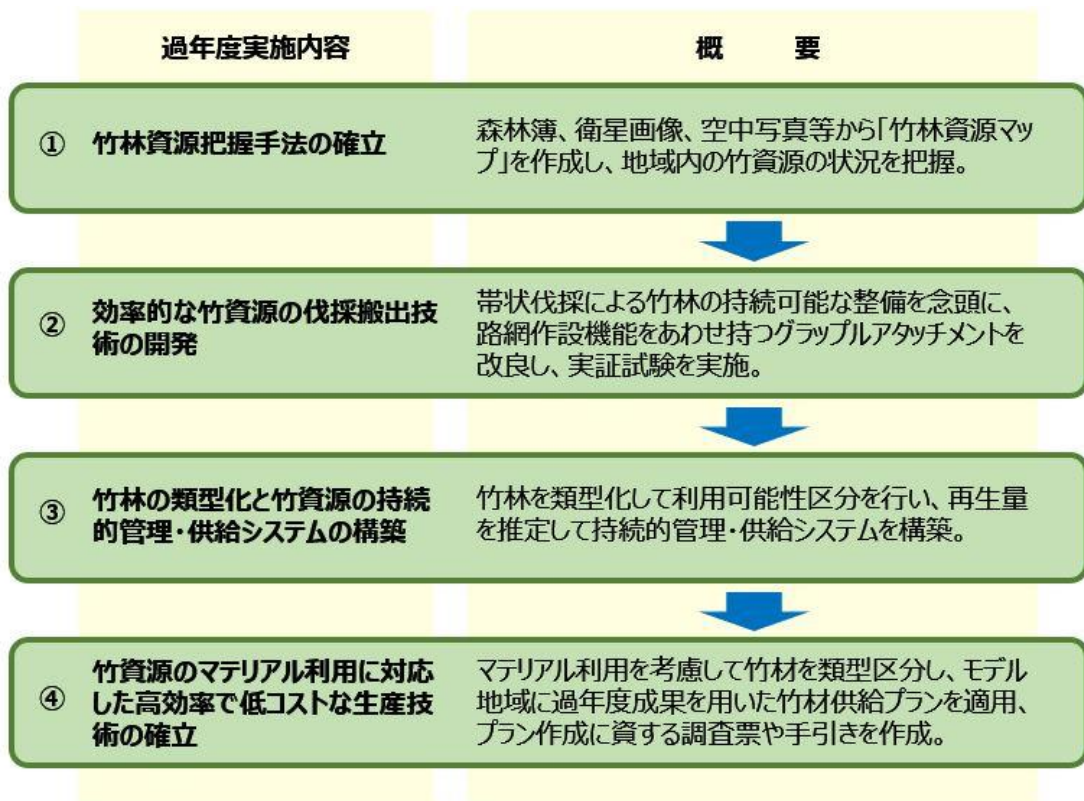 過年度実施内容
概　要
① 竹林資源把握手法の確立
森林簿、衛星画像、空中写真等から「竹林資源マッ
プ」を作成し、地域内の竹資源の状況を把握。
② 効率的な竹資源の伐採搬出技
術の開発
帯状伐採による竹林の持続可能な整備を念頭に、
路網作設機能をあわせ持つグラップルアタッチメントを
改良し、実証試験を実施。
③ 竹林の類型化と竹資源の持続
的管理・供給システムの構築
竹林を類型化して利用可能性区分を行い、再生量
を推定して持続的管理・供給システムを構築。
④ 竹資源のマテリアル利用に対応
した高効率で低コストな生産技
術の確立
マテリアル利用を考慮して竹材を類型区分し、モデル
地域に過年度成果を用いた竹材供給プランを適用、
プラン作成に資する調査票や手引きを作成。